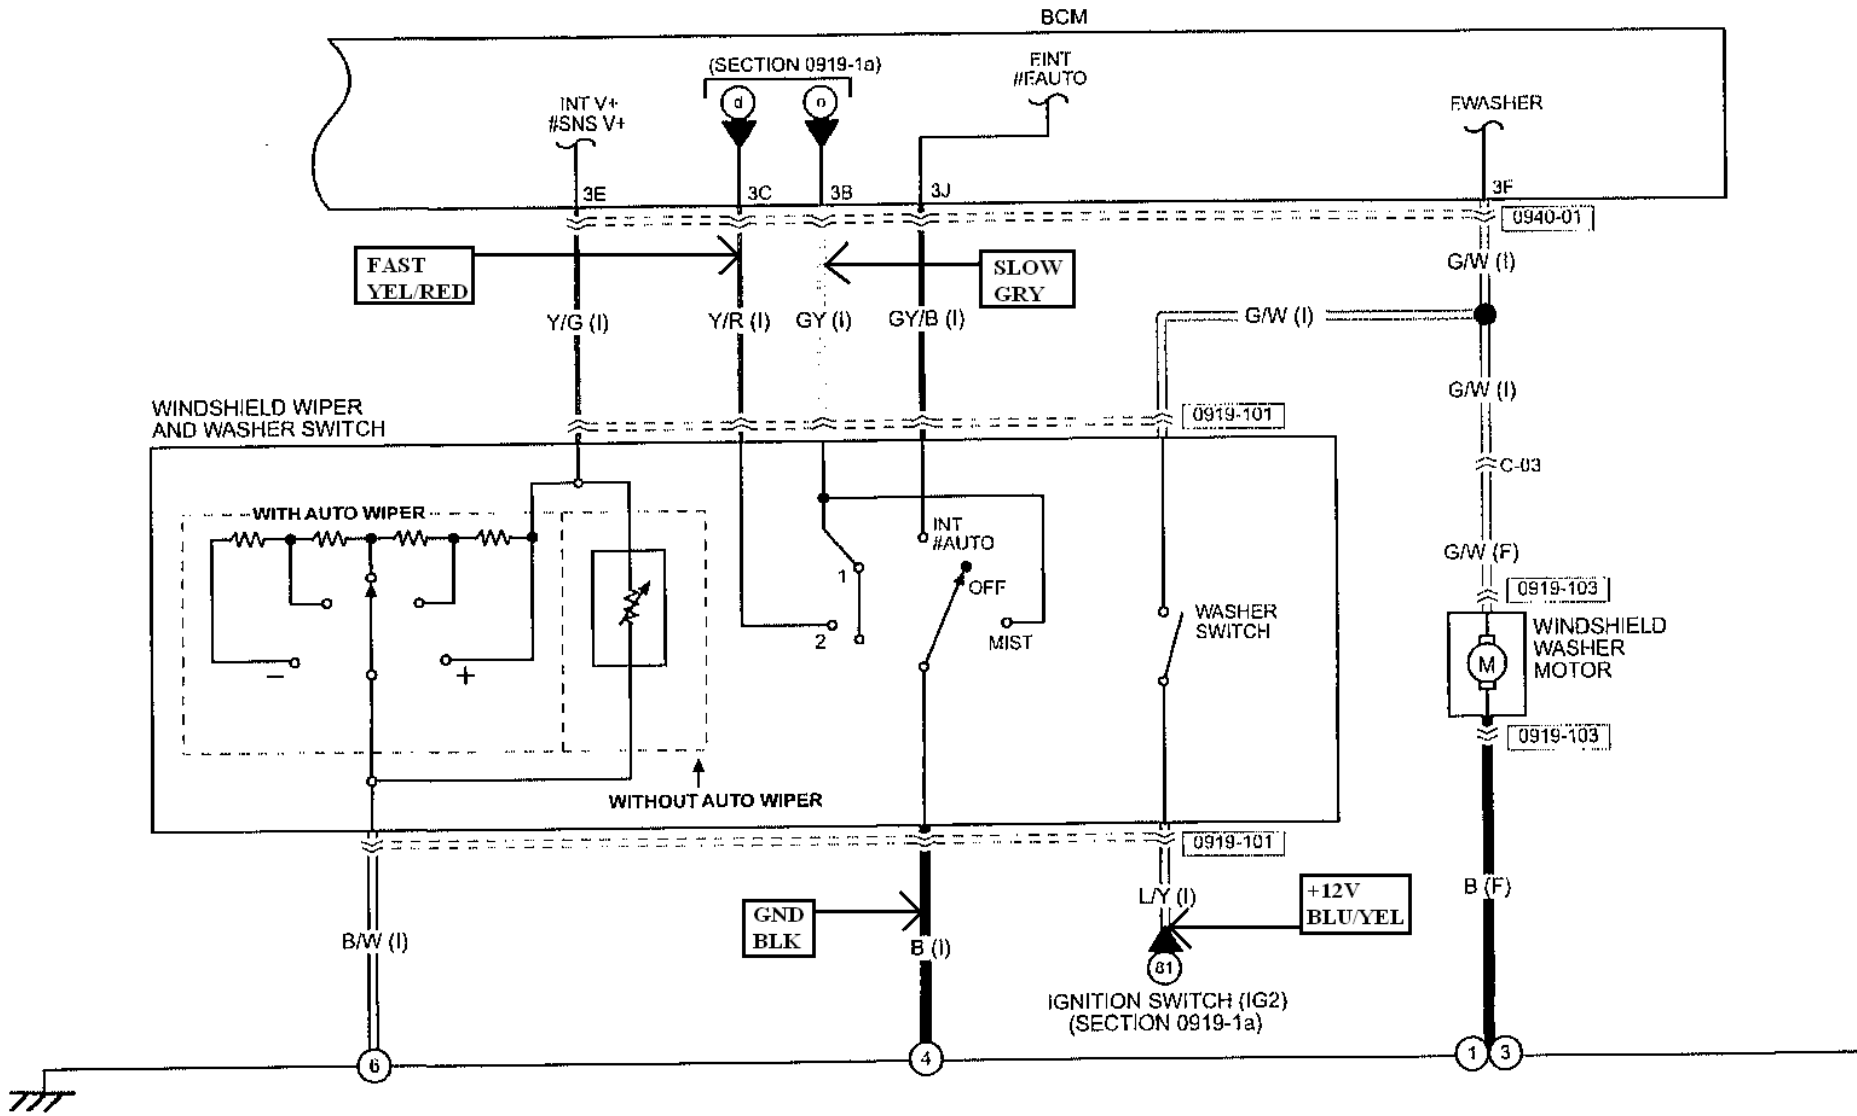 BCM
(SECTION 0919-1a)
d
o
F.INT
#F.AUTO
INT V+
#SNS V+
F.WASHER
3E
3C
3B
3J
3F
0940-01
FAST
YEL/RED
SLOW
GRY
G/W (I)
Y/G (I)
Y/R (I)
GY (I)
GY/B (I)
G/W (I)
G/W (I)
WINDSHIELD WIPER
AND WASHER SWITCH
0919-101
C-03
WITH AUTO WIPER
INT
#AUTO
G/W (F)
1
OFF
0919-103
2
MIST
WASHER
SWITCH
WINDSHIELD
WASHER
MOTOR
M
−
+
0919-103
WITHOUT AUTO WIPER
0919-101
+12V
BLU/YEL
GND
BLK
L/Y (I)
B (F)
B/W (I)
B (I)
81
IGNITION SWITCH (IG2)
(SECTION 0919-1a)
6
4
1
3